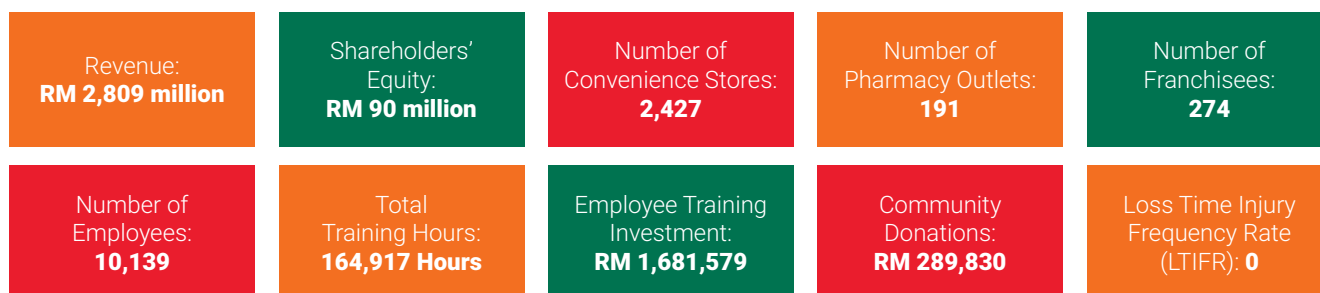 Revenue:
RM 2,809 million
Shareholders’
Equity:
RM 90 million
Number of
Convenience Stores:
2,427
Number of
Pharmacy Outlets:
191
Number of
Franchisees:
274
Number of
Employees:
10,139
Total
Training Hours:
164,917 Hours
Employee Training
Investment:
RM 1,681,579
Community
Donations:
RM 289,830
Loss Time Injury
Frequency Rate
(LTIFR): 0